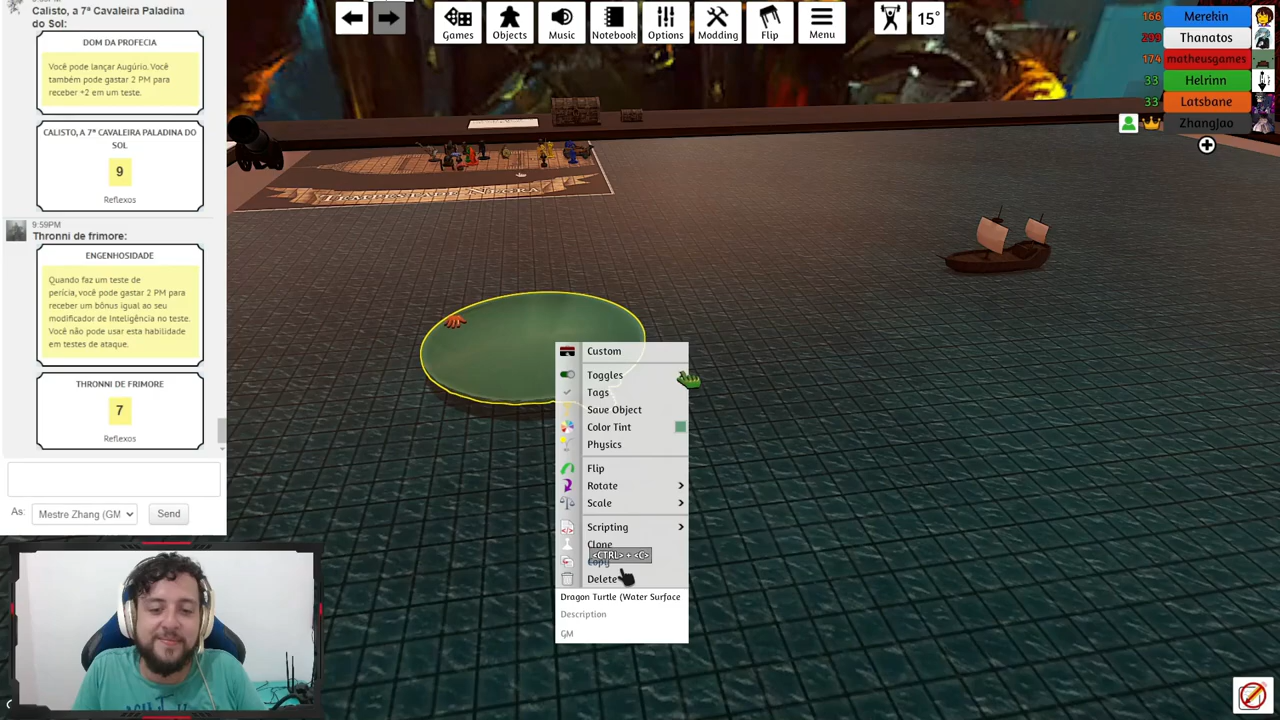 Calisto, a 7ª Cavaleira Paladina
do Sol:
DOM DA PROFECIA
Você pode lançar Augúrio. Você
também pode gastar 2 PM para
receber +2 em um teste.
CALISTO, A 7ª CAVALEIRA PALADINA DO
SOL
9
Reflexos
9:59PM
Thronni de frimore:
ENGENHOSIDADE
Quando faz um teste de
perícia, você pode gastar 2 PM para
receber um bônus igual ao seu
modificador de Inteligência no teste.
Você não pode usar esta habilidade
em testes de ataque.
THRONNI DE FRIMORE
7
Reflexos
As:
Mestre Zhang (GM
Send
Games
Objects
Music
Notebook
Options
Modding
Flip
Menu
15°
166
Merekin
299
Thanatos
174
matheusgames
33
Helrinn
33
Latsbane
ZhangJao
Custom
Toggles
Tags
Save Object
Color Tint
Physics
Flip
Rotate
Scale
Scripting
Clone
<CTRL> + <C>
Copy
Delete
Dragon Turtle (Water Surface
Description
GM